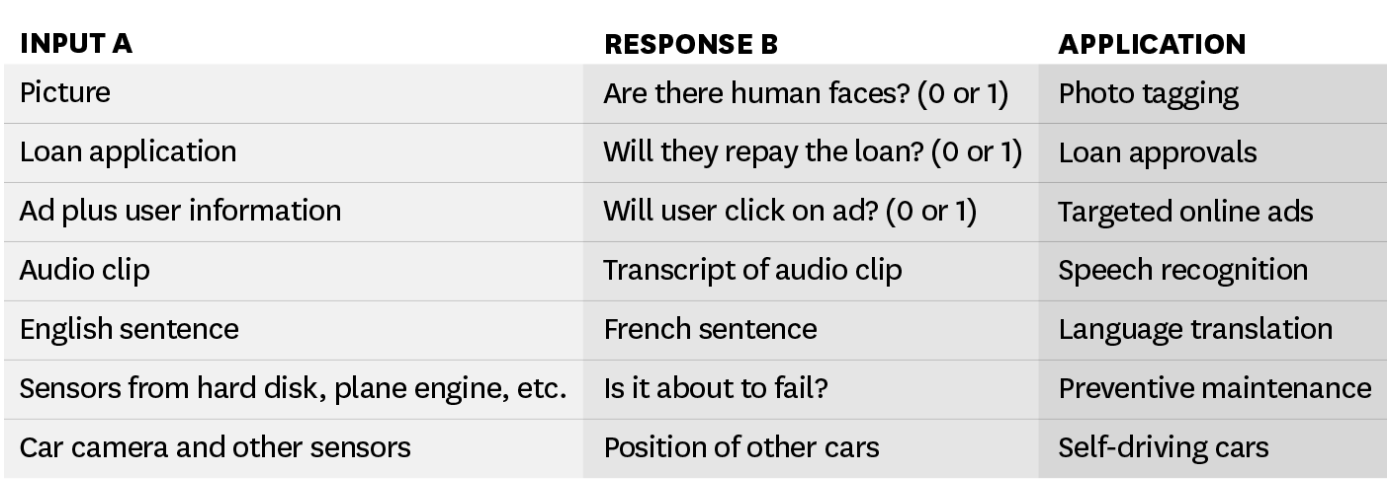 INPUT A RESPONSE B APPLICATION
Picture Are there human faces? (0 or 1) Photo tagging
Loan application Will they repay the loan? (0 or 1) Loan approvals
Ad plus user information Will user click on ad? (0 or 1) Targeted online ads
Audio clip Transcript of audio clip Speech recognition
English sentence French sentence Language translation
Sensors from hard disk, plane engine, etc. Is it about to fail? Preventive maintenance
Car camera and other sensors Position of other cars Self-driving cars